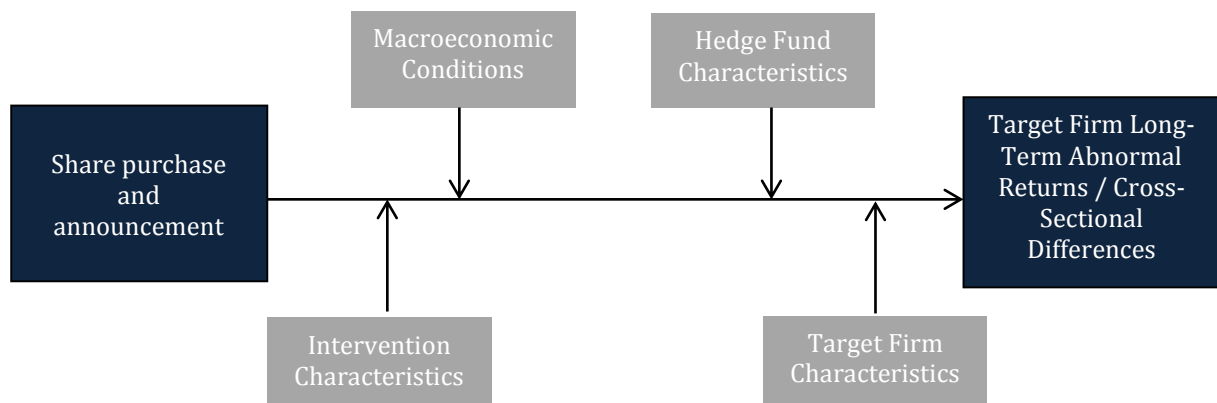 Macroeconomic
Conditions
Hedge Fund
Characteristics
Share purchase
and
announcement
Target Firm Long-
Term Abnormal
Returns / Cross-
Sectional
Differences
Intervention
Characteristics
Target Firm
Characteristics